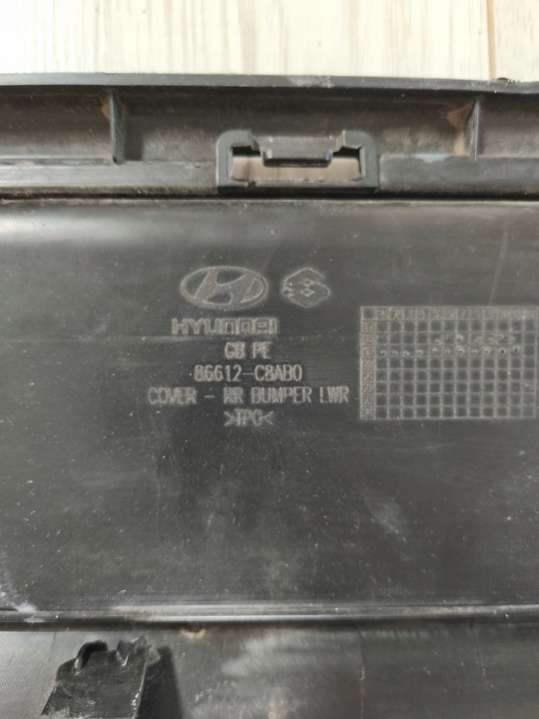 HYUNDAI
GB PE
86612-C8AB0
COVER - RR BUMPER LWR
>TPO<